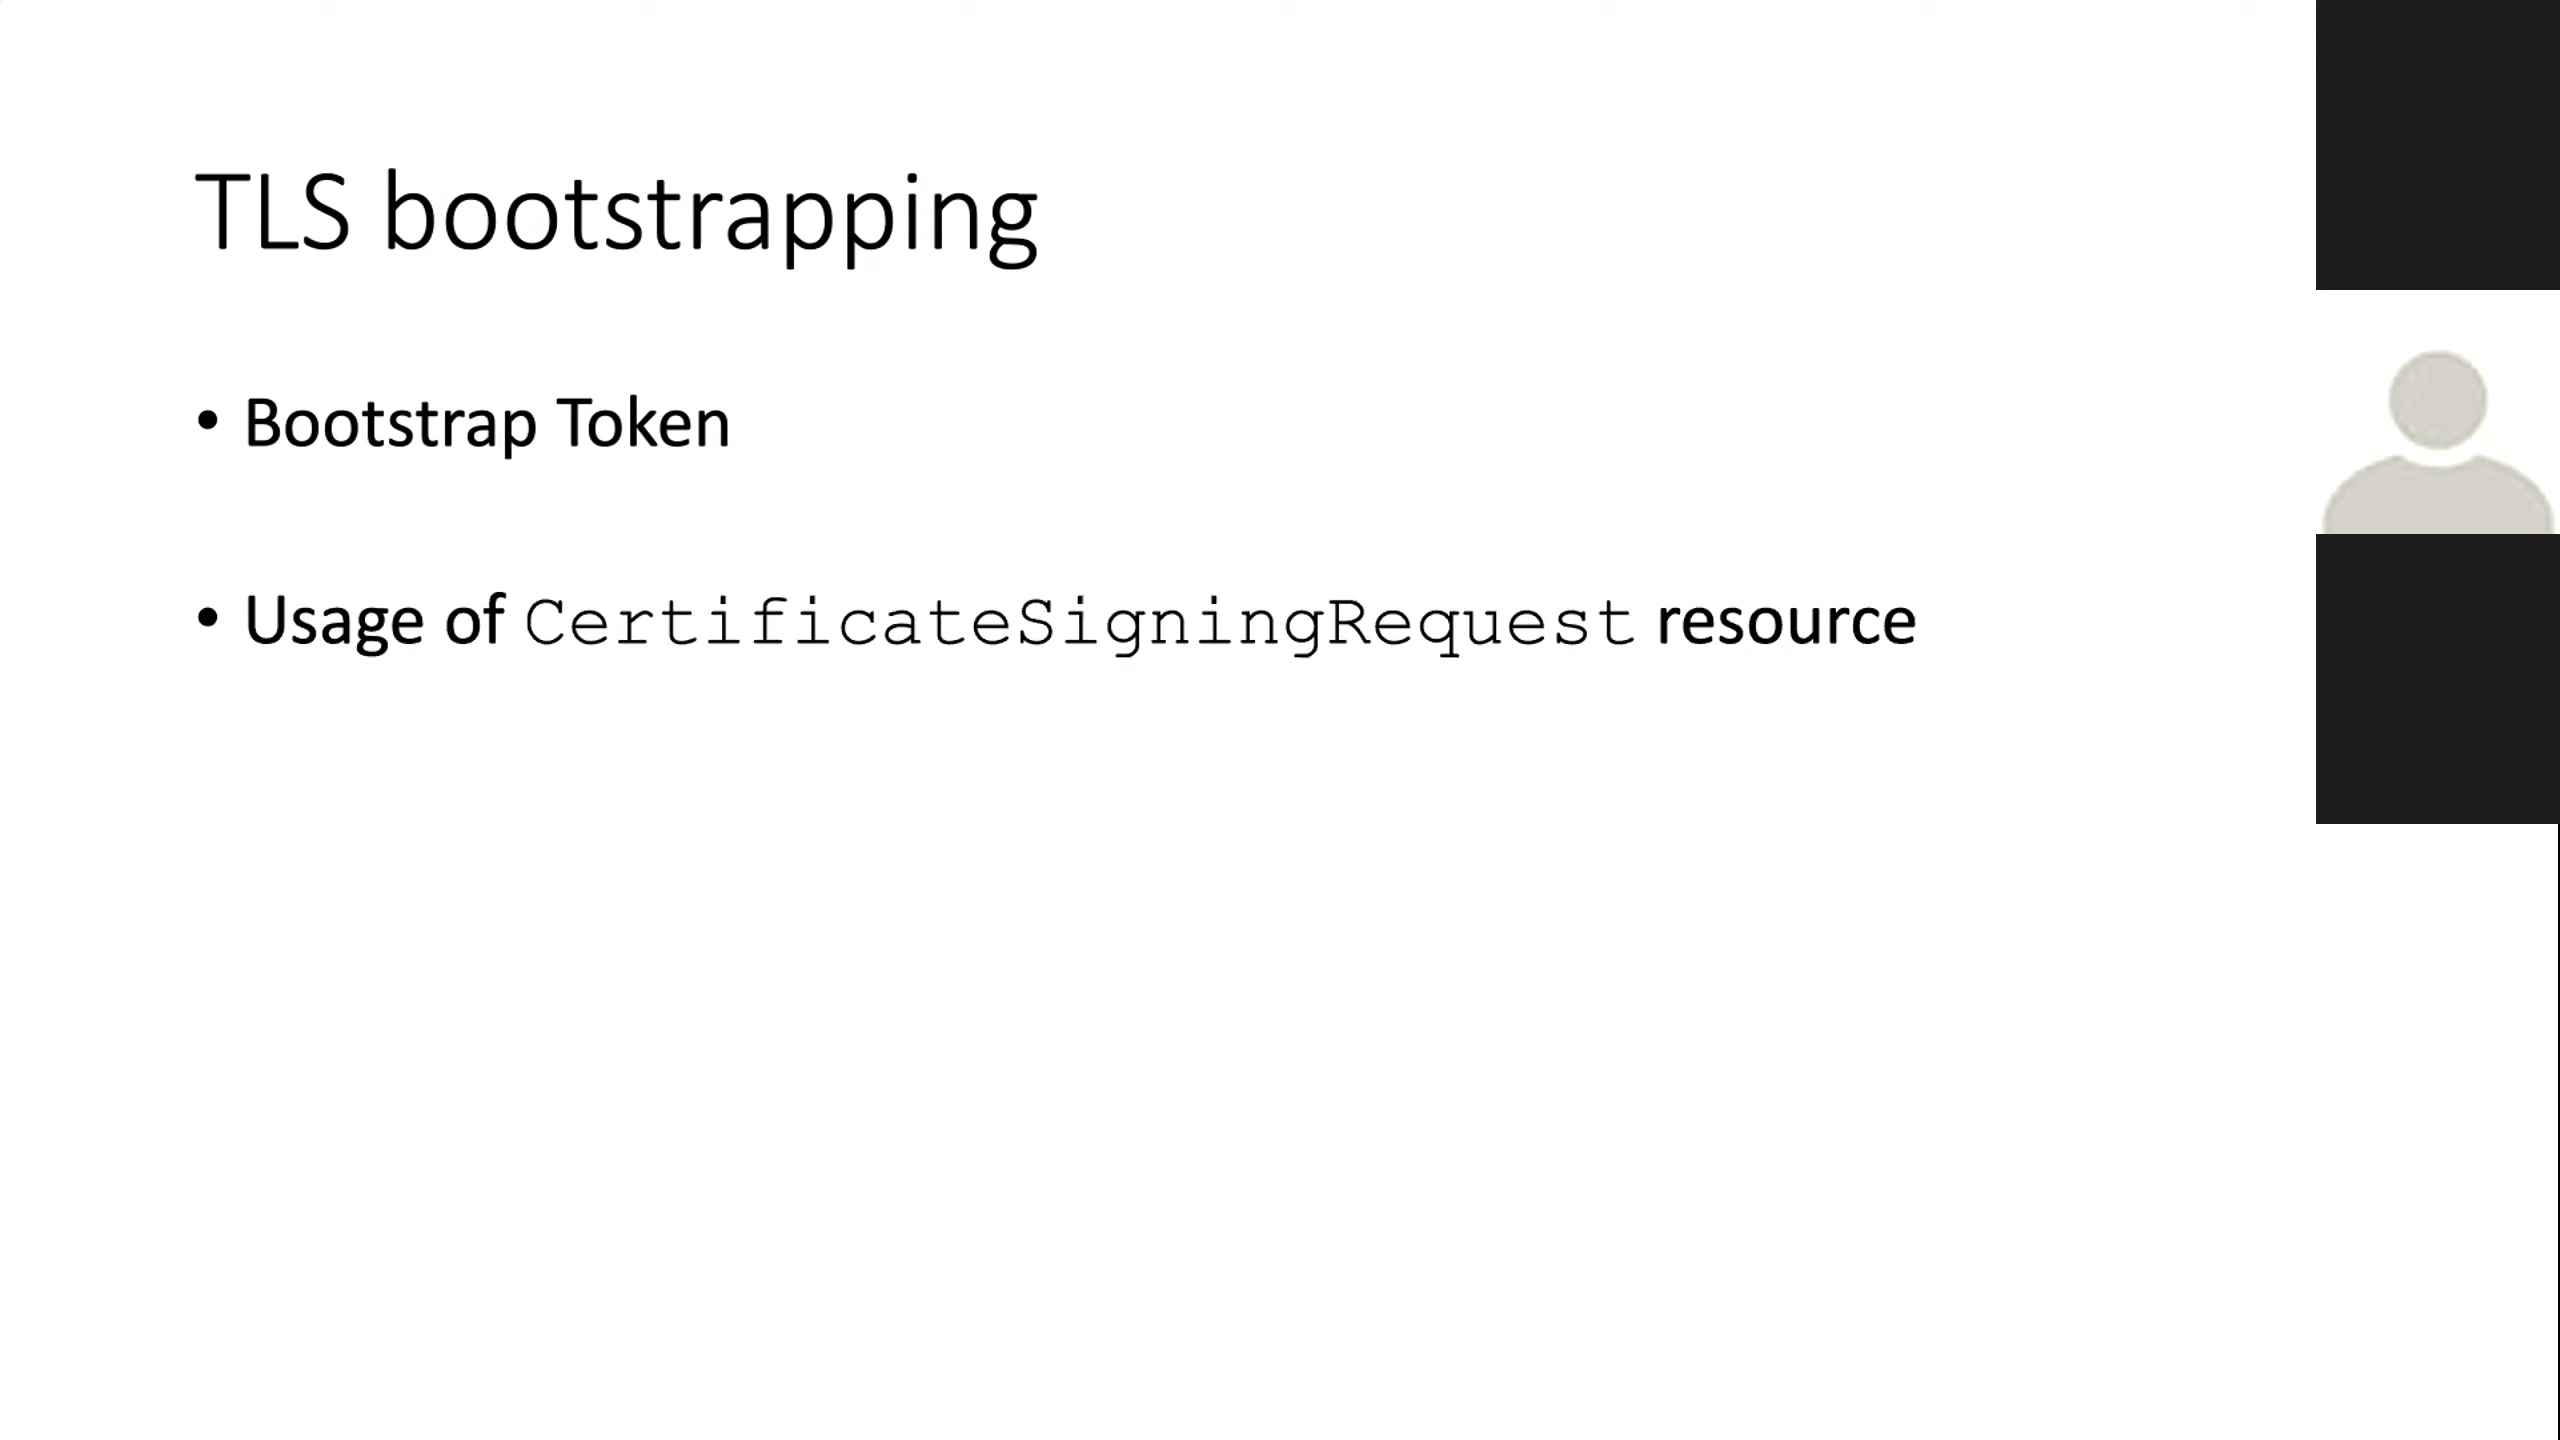 TLS bootstrapping
• Bootstrap Token
• Usage of CertificateSigningRequest resource